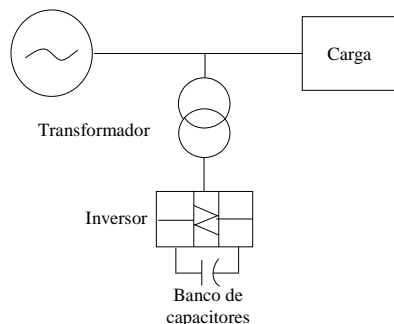 Carga
Transformador
Inversor
Banco de
capacitores